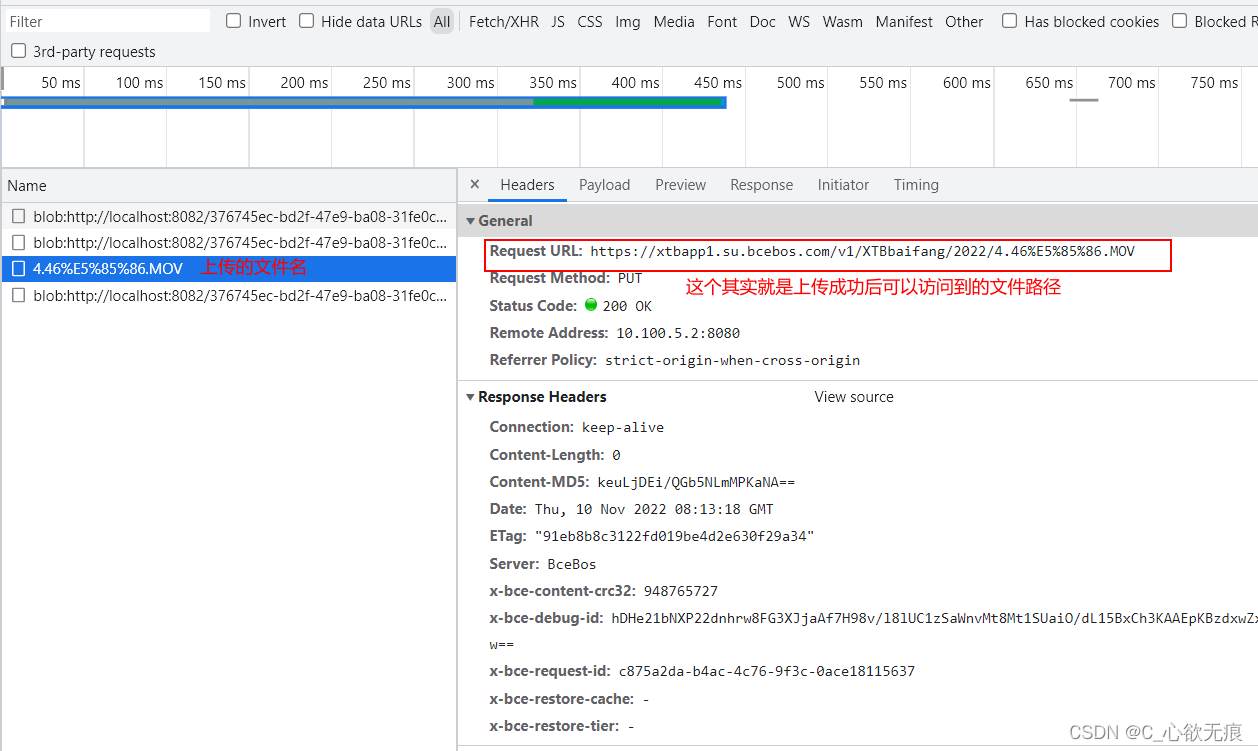 Filter Invert Hide data URLs All Fetch/XHR JS CSS Img Media Font Doc WS Wasm Manifest Other Has blocked cookies Blocked R
3rd-party requests
50 ms 100 ms 150 ms 200 ms 250 ms 300 ms 350 ms 400 ms 450 ms 500 ms 550 ms 600 ms 650 ms 700 ms 750 ms
Name
blob:http://localhost:8082/376745ec-bd2f-47e9-ba08-31fe0c...
blob:http://localhost:8082/376745ec-bd2f-47e9-ba08-31fe0c...
4.46%E5%85%86.MOV 上传的文件名
blob:http://localhost:8082/376745ec-bd2f-47e9-ba08-31fe0c...
× Headers Payload Preview Response Initiator Timing
General
Request URL: https://xtbapp1.su.bcebos.com/v1/XTBbaifang/2022/4.46%E5%85%86.MOV
Request Method: PUT
这个其实就是上传成功后可以访问到的文件路径
Status Code: 200 OK
Remote Address: 10.100.5.2:8080
Referrer Policy: strict-origin-when-cross-origin
Response Headers View source
Connection: keep-alive
Content-Length: 0
Content-MD5: keuLjDEi/QGb5NLmMPKaNA==
Date: Thu, 10 Nov 2022 08:13:18 GMT
ETag: "91eb8b8c3122fd019be4d2e630f29a34"
Server: BceBos
x-bce-content-crc32: 948765727
x-bce-debug-id: hDHe21bNXP22dnhrw8FG3XJjaAf7H98v/l8lUC1zSaWnvMt8Mt1SUaiO/dL15BxCh3KAAEpKBzdxwZx
w==
x-bce-request-id: c875a2da-b4ac-4c76-9f3c-0ace18115637
x-bce-restore-cache: -
x-bce-restore-tier: -
CSDN @C_心欲无痕